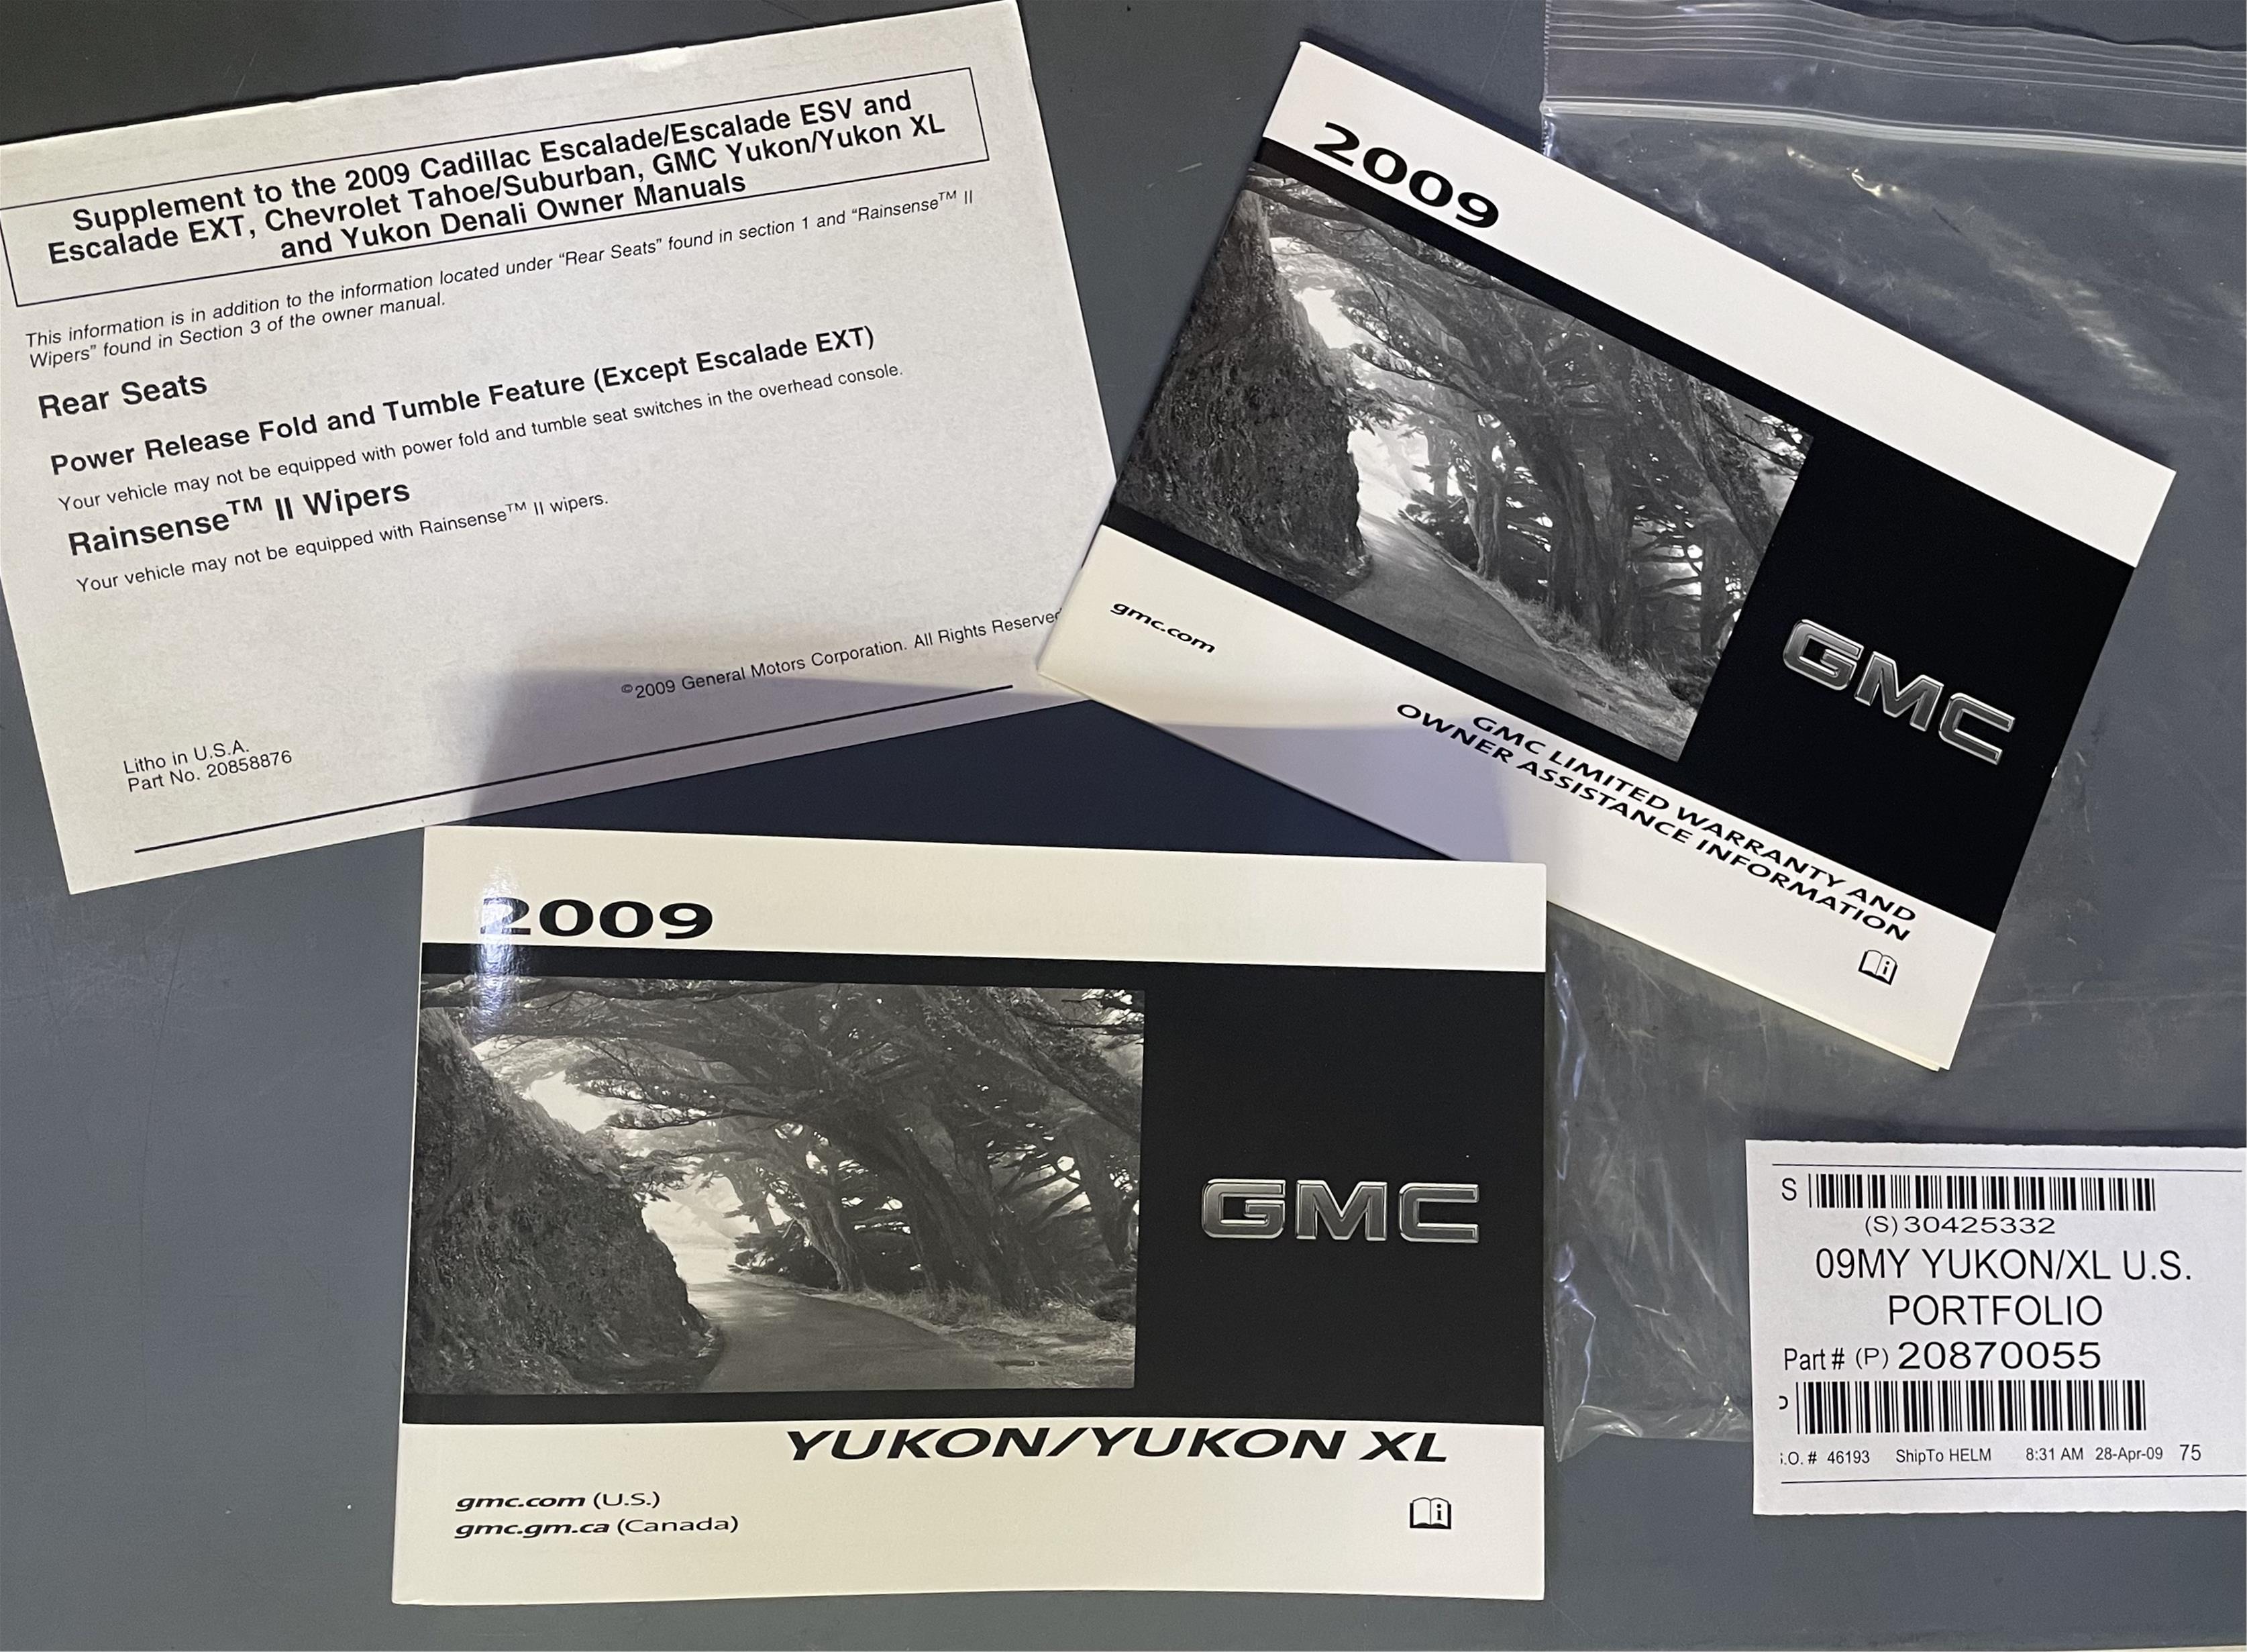 Supplement to the 2009 Cadillac Escalade/Escalade ESV and
Escalade EXT, Chevrolet Tahoe/Suburban, GMC Yukon/Yukon XL
and Yukon Denali Owner Manuals
This information is in addition to the information located under “Rear Seats” found in section 1 and “Rainsense™ II
Wipers” found in Section 3 of the owner manual.
Rear Seats
Power Release Fold and Tumble Feature (Except Escalade EXT)
Your vehicle may not be equipped with power fold and tumble seat switches in the overhead console.
Rainsense™ II Wipers
Your vehicle may not be equipped with Rainsense™ II wipers.
©2009 General Motors Corporation. All Rights Reserved
Litho in U.S.A.
Part No. 20858876
2009
GMC
gmc.com
GMC LIMITED WARRANTY AND
OWNER ASSISTANCE INFORMATION
2009
GMC
YUKON/YUKON XL
gmc.com (U.S.)
gmc.gm.ca (Canada)
S
(S) 30425332
09MY YUKON/XL U.S.
PORTFOLIO
Part # (P) 20870055
.O. # 46193 ShipTo HELM 8:31 AM 28-Apr-09 75